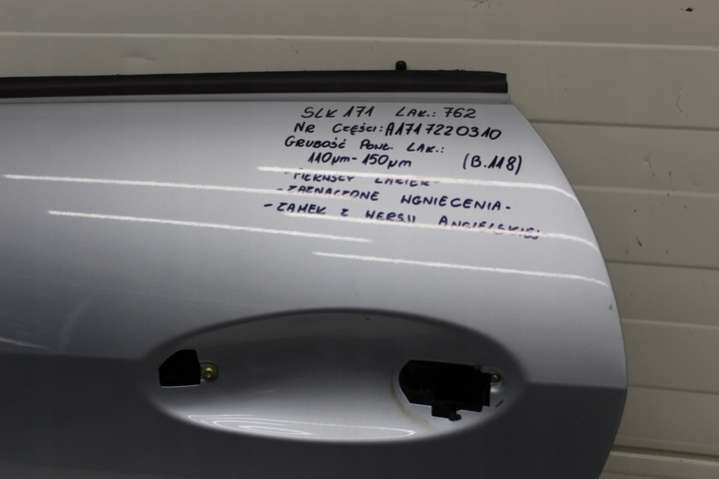 SLK 171 LAK.: 762
NR CZĘŚCI: A1717220310
GRUBOŚĆ POWŁ. LAK.:
110µm-150µm (B.118)
- PIERWSZY LAKIER -
- ZAZNACZONE WGNIECENIA -
- ZAMEK Z WERSJI ANGIELSKIEJ